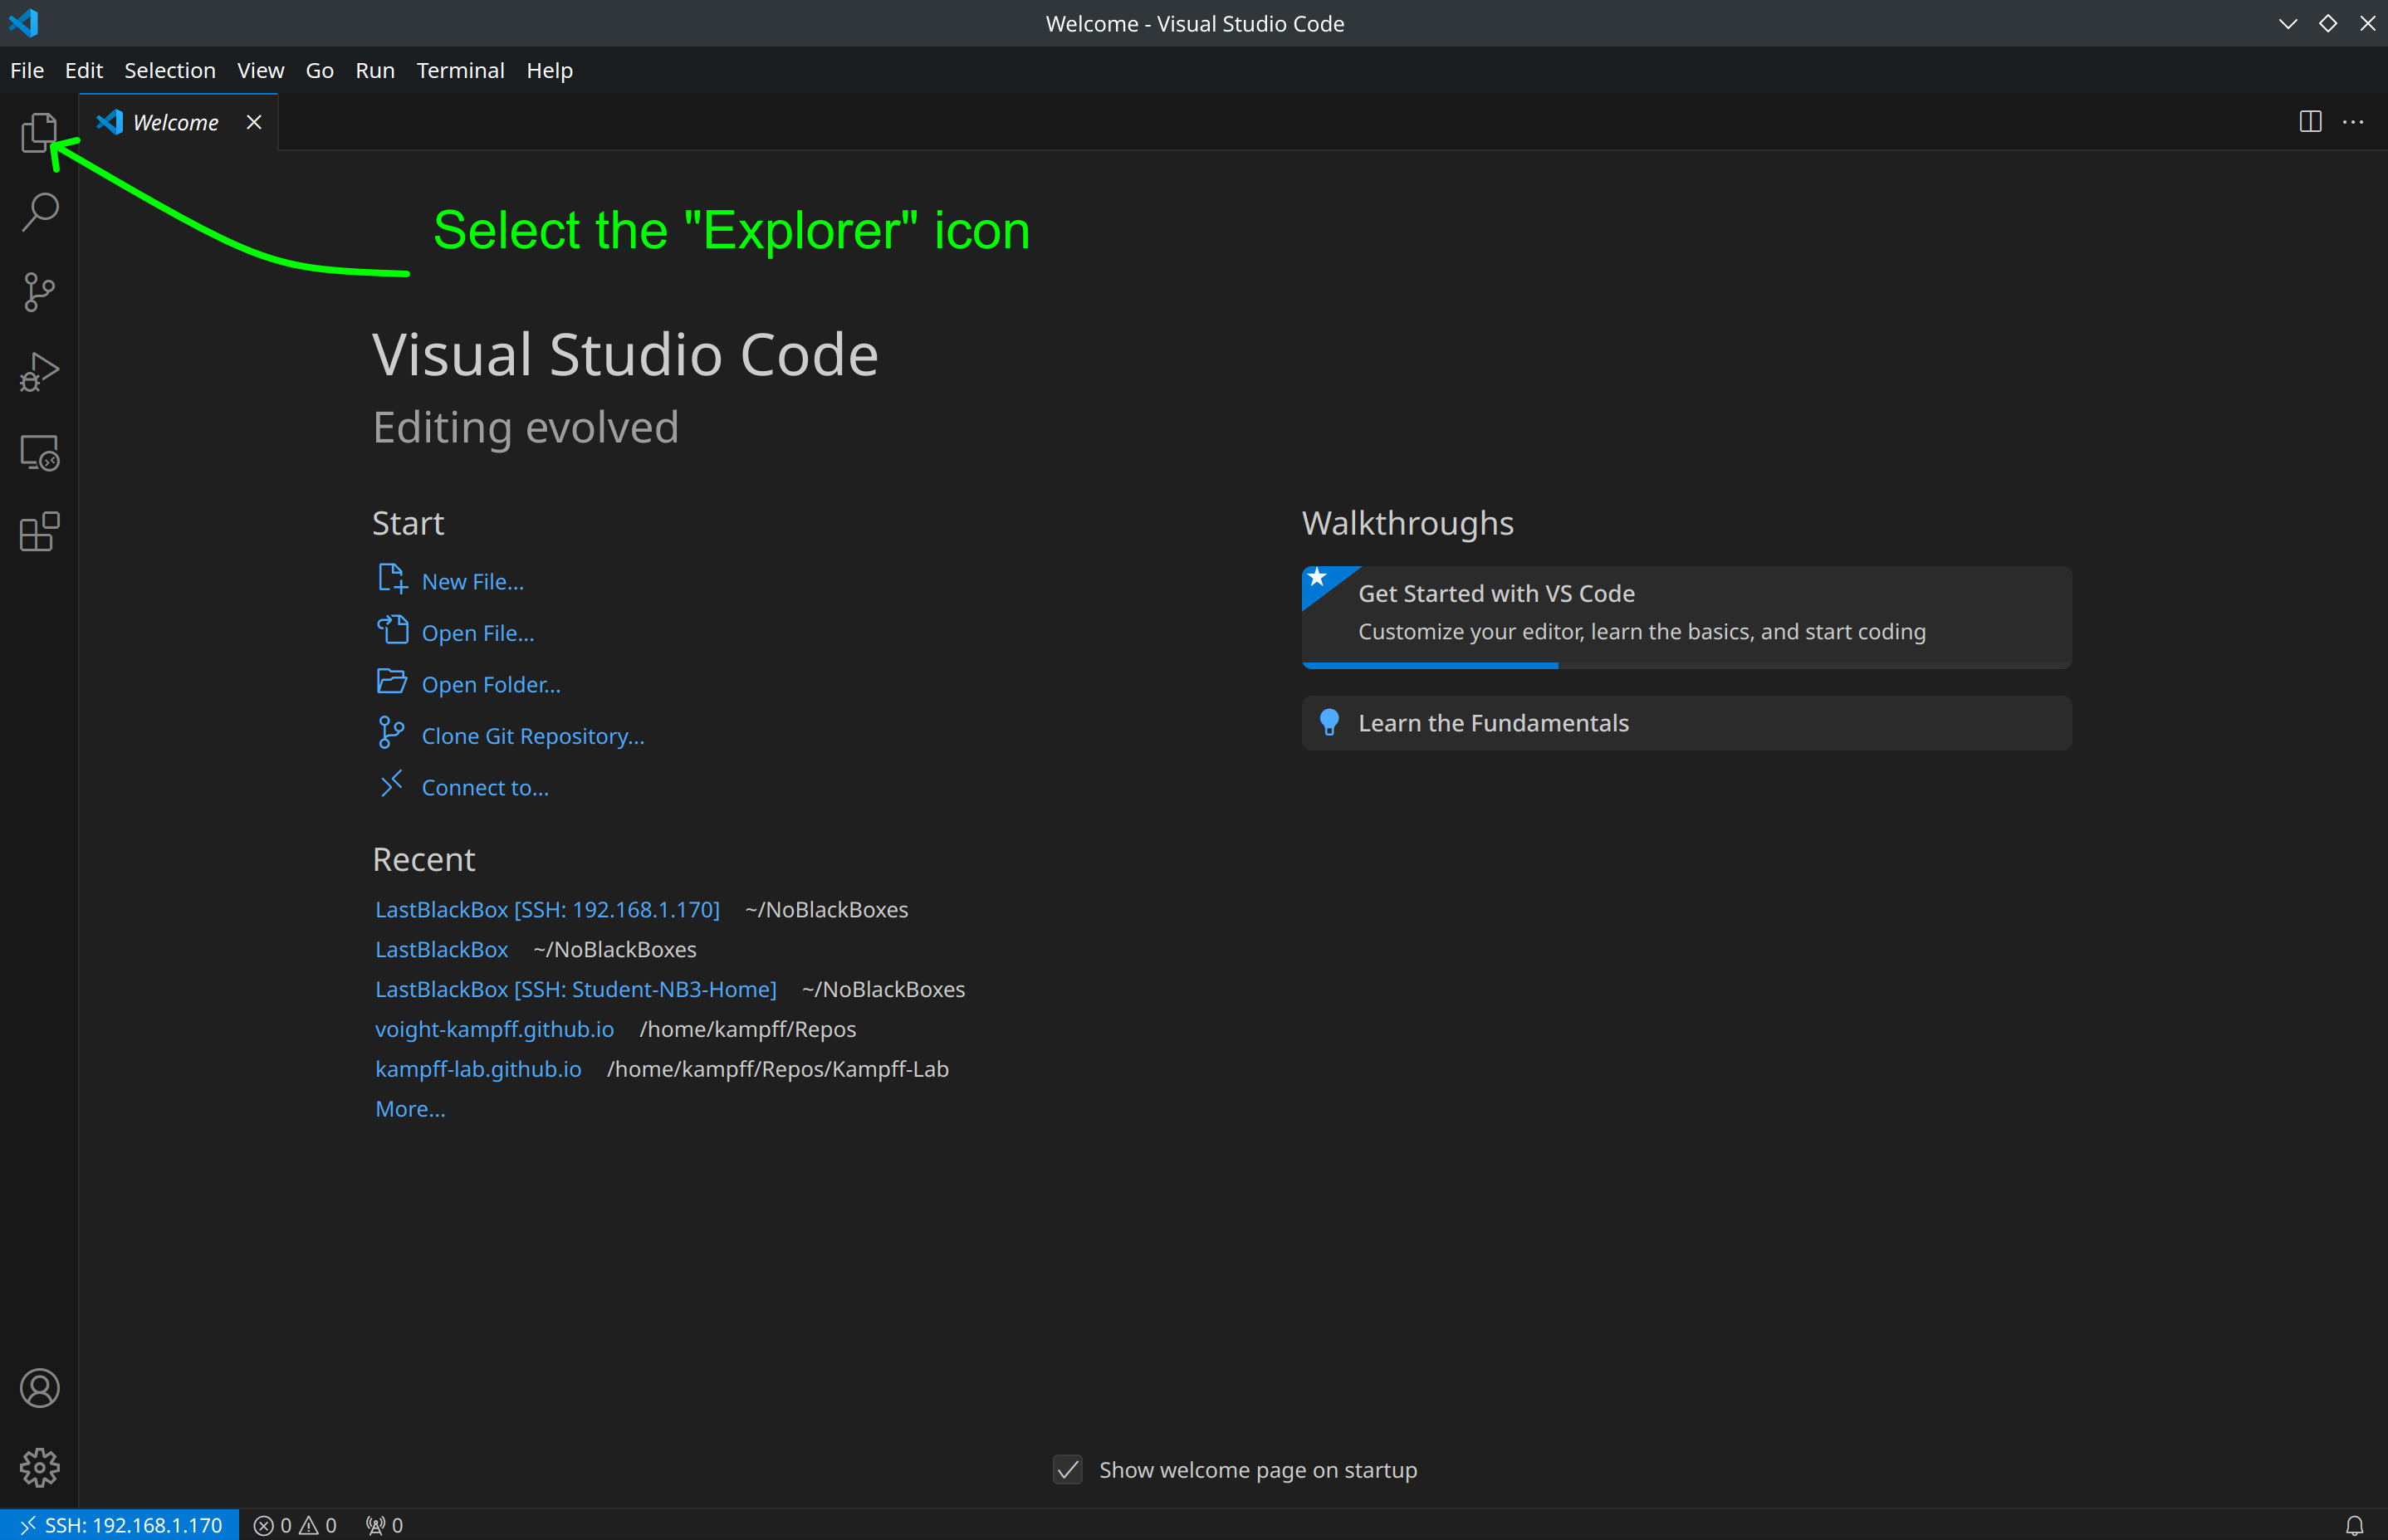 Welcome - Visual Studio Code
File Edit Selection View Go Run Terminal Help
Welcome
Select the "Explorer" icon
Visual Studio Code
Editing evolved
Start
New File...
Open File...
Open Folder...
Clone Git Repository...
Connect to...
Walkthroughs
Get Started with VS Code
Customize your editor, learn the basics, and start coding
Learn the Fundamentals
Recent
LastBlackBox [SSH: 192.168.1.170] ~/NoBlackBoxes
LastBlackBox ~/NoBlackBoxes
LastBlackBox [SSH: Student-NB3-Home] ~/NoBlackBoxes
voight-kampff.github.io /home/kampff/Repos
kampff-lab.github.io /home/kampff/Repos/Kampff-Lab
More...
Show welcome page on startup
SSH: 192.168.1.170 0 0 0